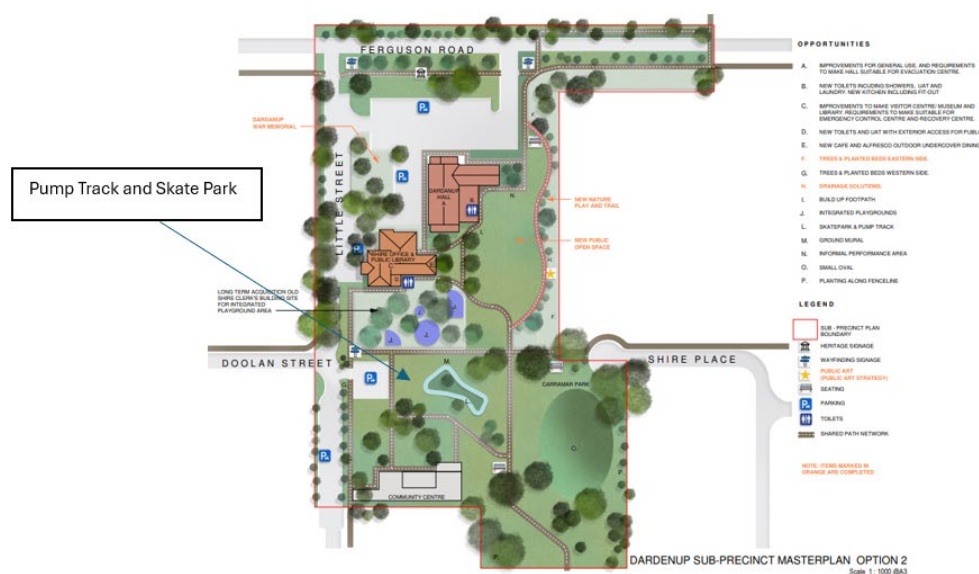 FERGUSON ROAD
DARDANUP
WAR MEMORIAL
Pump Track and Skate Park
LITTLE STREET
DARDANUP
HALL
A.
B.
N.
I.
F.
NEW NATURE
PLAY AND TRAIL
NEW PUBLIC
OPEN SPACE
SHIRE OFFICE &
PUBLIC LIBRARY
C.
E.
D.
H.
LONG TERM ACQUISTION OLD
SHIRE CLERK'S BUILDING SITE
FOR INTEGRATED
PLAYGROUND AREA
J.
J.
J.
F.
DOOLAN STREET
SHIRE PLACE
M.
L.
CARRAMAR PARK
G.
O.
P.
COMMUNITY CENTRE
P.
OPPORTUNITIES
A. IMPROVEMENTS FOR GENERAL USE, AND REQUIREMENTS
TO MAKE HALL SUITABLE FOR EVACUATION CENTRE.
B. NEW TOILETS INCUDING SHOWERS, UAT AND
LAUNDRY. NEW KITCHEN INCLUDING FIT-OUT
C. IMPROVEMENTS TO MAKE VISITOR CENTRE/ MUSEUM AND
LIBRARY. REQUIREMENTS TO MAKE SUITABLE FOR
EMERGENCY CONTROL CENTRE AND RECOVERY CENTRE.
D. NEW TOILETS AND UAT WITH EXTERIOR ACCESS FOR PUBLIC
E. NEW CAFE AND ALFRESCO OUTDOOR UNDERCOVER DINING
F. TREES & PLANTED BEDS EASTERN SIDE.
G. TREES & PLANTED BEDS WESTERN SIDE.
H. DRAINAGE SOLUTIONS.
I. BUILD UP FOOTPATH
J. INTEGRATED PLAYGROUNDS
L. SKATEPARK & PUMP TRACK
M. GROUND MURAL
N. INFORMAL PERFORMANCE AREA
O. SMALL OVAL
P. PLANTING ALONG FENCELINE
LEGEND
SUB - PRECINCT PLAN
BOUNDARY
HERITAGE SIGNAGE
WAYFINDING SIGNAGE
PUBLIC ART
(PUBLIC ART STRATEGY)
SEATING
PARKING
TOILETS
SHARED PATH NETWORK
NOTE: ITEMS MARKED IN
ORANGE ARE COMPLETED
DARDENUP SUB-PRECINCT MASTERPLAN OPTION 2
Scale 1 : 1000 @A3